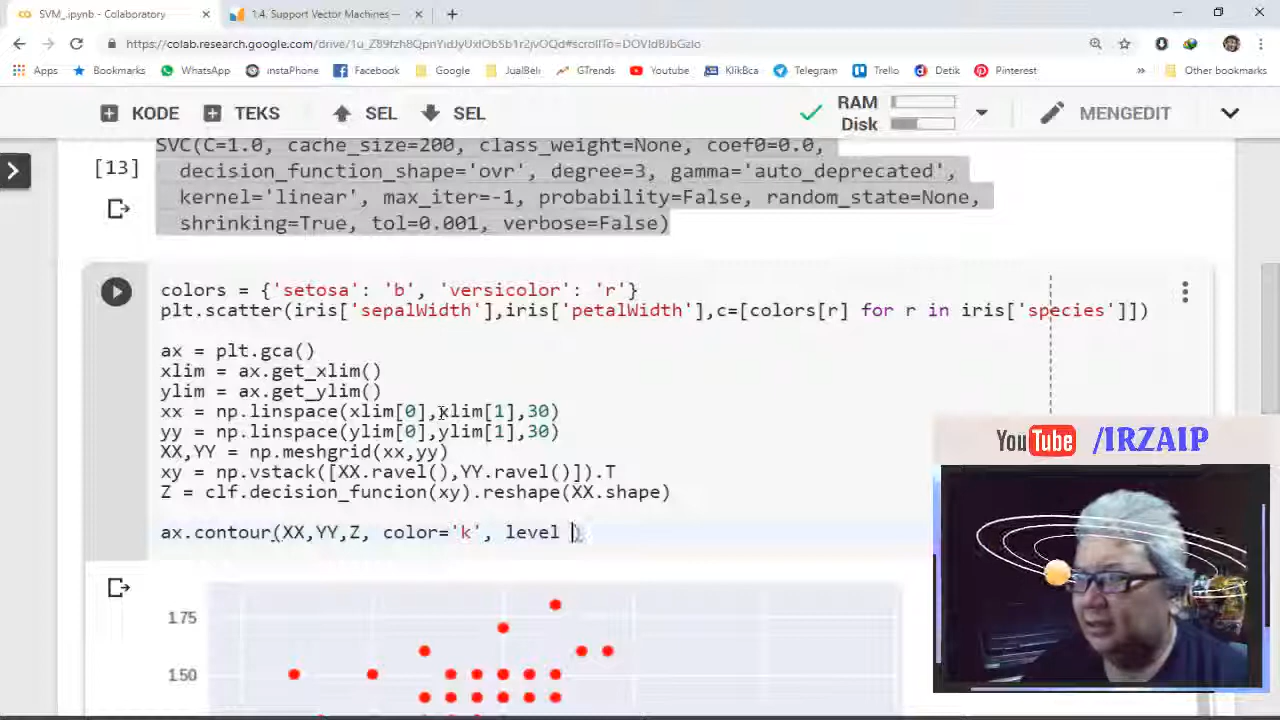 SVM_.ipynb - Colaboratory
1.4. Support Vector Machines —
https://colab.research.google.com/drive/
Apps
Bookmarks
WhatsApp
instaPhone
Facebook
Google
JualBeli
GTrends
Youtube
KlikBca
Telegram
Trello
Detik
Pinterest
»
Other bookmarks
KODE
TEKS
SEL
SEL
RAM
Disk
MENGEDIT
SVC(C=1.0, cache_size=200, class_weight=None, coef0=0.0,
[13]
decision_function_shape='ovr', degree=3, gamma='auto_deprecated',
kernel='linear', max_iter=-1, probability=False, random_state=None,
shrinking=True, tol=0.001, verbose=False)
colors = {'setosa': 'b', 'versicolor': 'r'}
plt.scatter(iris['sepalWidth'],iris['petalWidth'],c=[colors[r] for r in iris['species']])
ax = plt.gca()
xlim = ax.get_xlim()
ylim = ax.get_ylim()
xx = np.linspace(xlim[0],xlim[1],30)
yy = np.linspace(ylim[0],ylim[1],30)
XX,YY = np.meshgrid(xx,yy)
xy = np.vstack([XX.ravel(),YY.ravel()]).T
Z = clf.decision_funcion(xy).reshape(XX.shape)
ax.contour(XX,YY,Z, color='k', level )
YouTube /IRZAIP
1.75
1.50